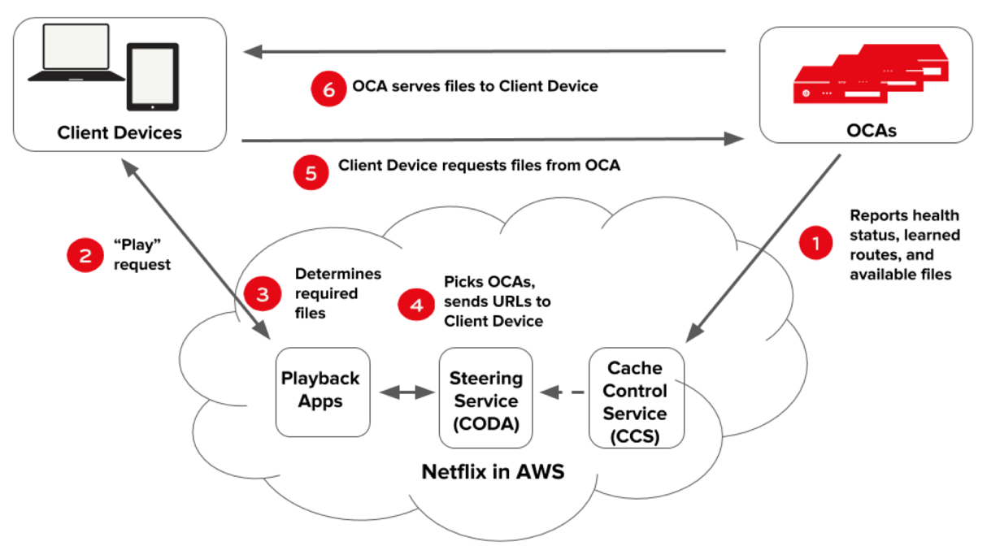 Client Devices
OCAs
6
OCA serves files to Client Device
5
Client Device requests files from OCA
1
Reports health
status, learned
routes, and
available files
2
“Play”
request
3
Determines
required
files
4
Picks OCAs,
sends URLs to
Client Device
Playback
Apps
Steering
Service
(CODA)
Cache
Control
Service
(CCS)
Netflix in AWS